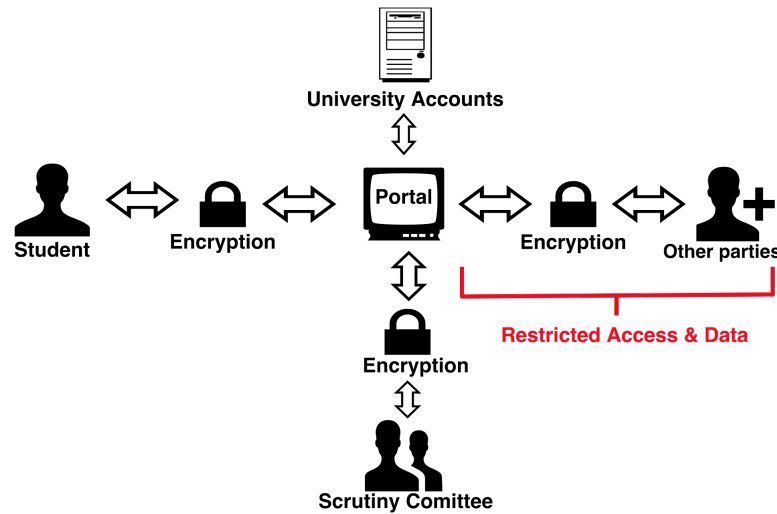 University Accounts
Portal
Student
Encryption
Encryption
Other parties
Restricted Access & Data
Encryption
Scrutiny Comittee